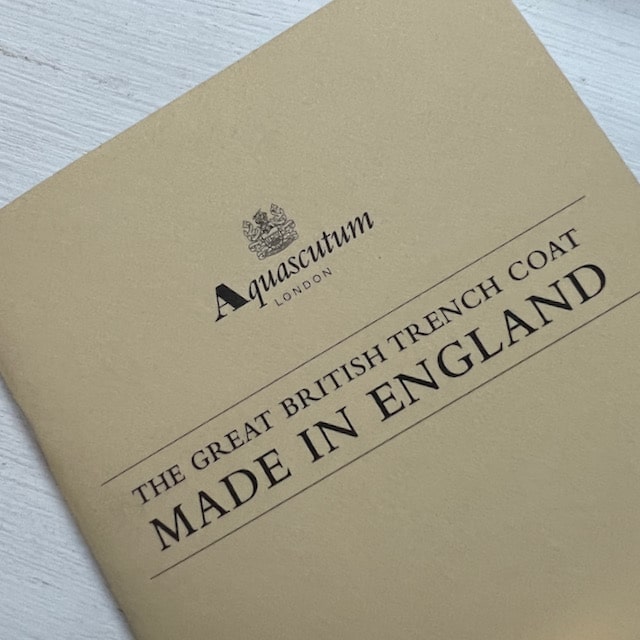 Aquascutum
LONDON
THE GREAT BRITISH TRENCH COAT
MADE IN ENGLAND